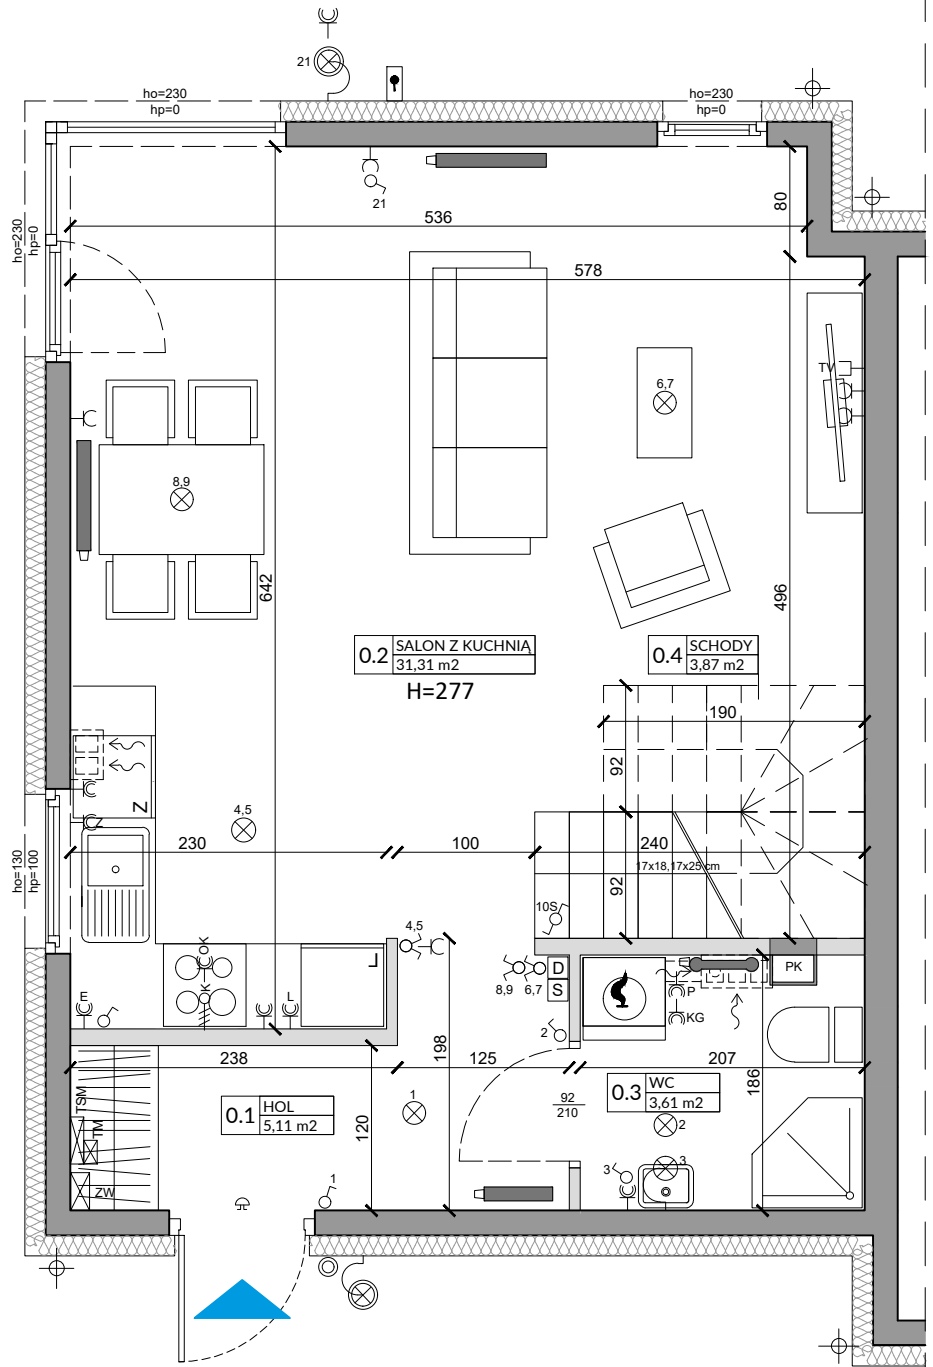 21
ho=230
hp=0
ho=230
hp=0
21
80
536
ho=230
hp=0
578
TV
6,7
8,9
642
496
0.2
SALON Z KUCHNIĄ
31,31 m2
H=277
0.4
SCHODY
3,87 m2
190
92
Z
4,5
Z
230
100
240
17x18,17x25 cm
ho=130
hp=100
92
10S
4,5
OK
K
E
L
8,9
6,7
D
S
P
KG
PK
2
198
238
125
207
186
TSM
TM
ZW
0.1
HOL
5,11 m2
120
1
92
210
0.3
WC
3,61 m2
2
3
3
1